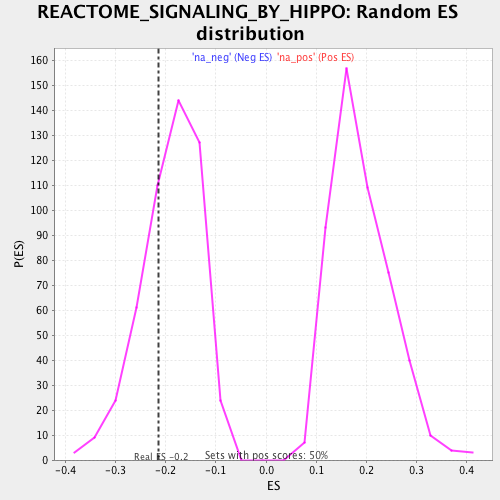 REACTOME_SIGNALING_BY_HIPPO: Random ES
distribution
'na_neg' (Neg ES) 'na_pos' (Pos ES)
160
150
140
130
120
110
100
90
80
70
60
50
40
30
20
10
0
P(ES)
Real ES -0.2
Sets with pos scores: 50%
-0.4 -0.3 -0.2 -0.1 0.0 0.1 0.2 0.3 0.4
ES